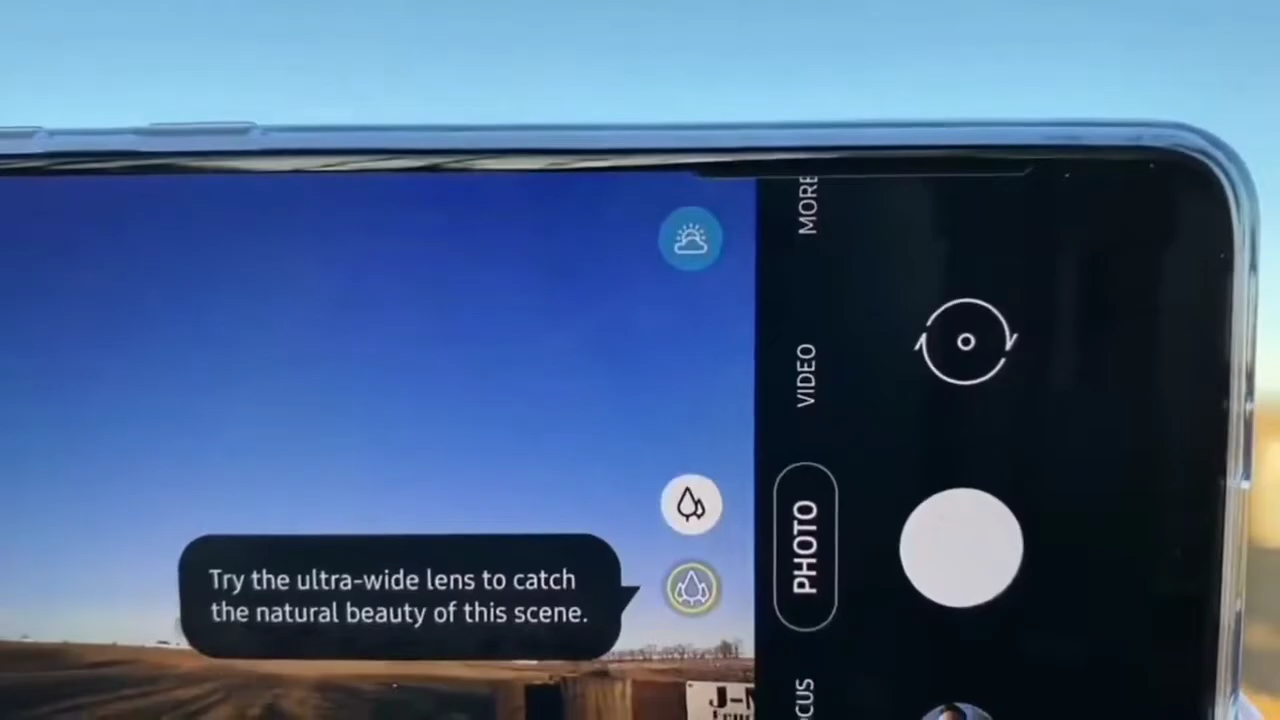 MORE
VIDEO
PHOTO
Try the ultra-wide lens to catch
the natural beauty of this scene.